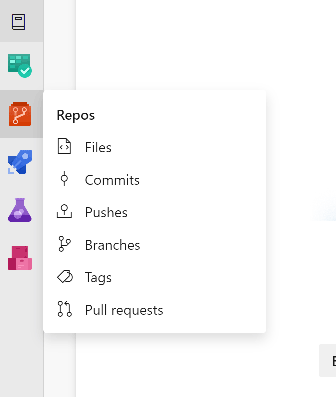 Repos
Files
Commits
Pushes
Branches
Tags
Pull requests